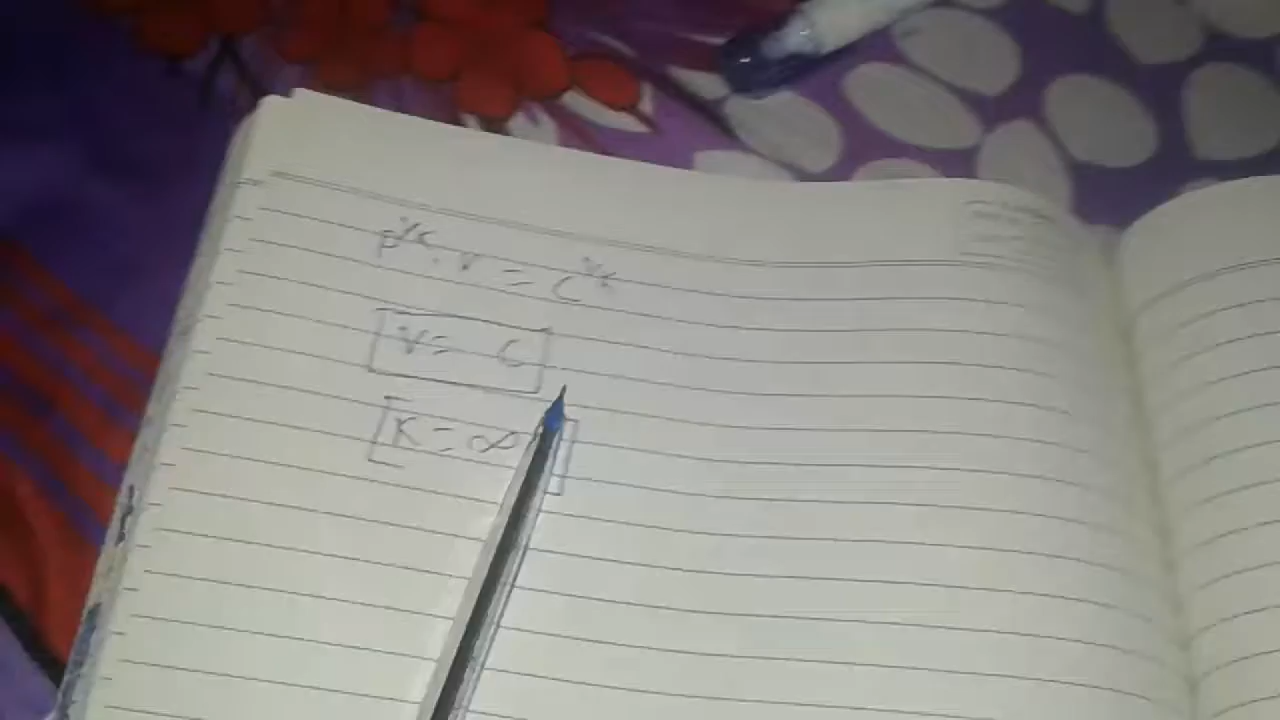 P^{1/K} . V = C^{1/K}
V = C
K = ∞